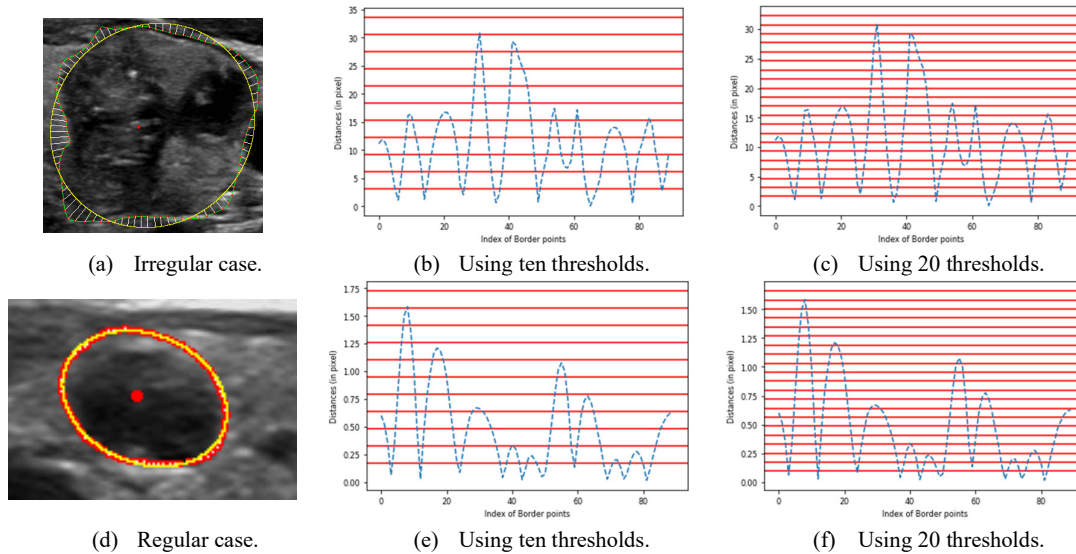 35
30
25
20
15
10
5
0
Distances (in pixel)
0 20 40 60 80
Index of Border points
30
25
20
15
10
5
0
Distances (in pixel)
0 20 40 60 80
Index of Border points
(a) Irregular case.
(b) Using ten thresholds.
(c) Using 20 thresholds.
1.75
1.50
1.25
1.00
0.75
0.50
0.25
0.00
Distances (in pixel)
0 20 40 60 80
Index of Border points
1.50
1.25
1.00
0.75
0.50
0.25
0.00
Distances (in pixel)
0 20 40 60 80
Index of Border points
(d) Regular case.
(e) Using ten thresholds.
(f) Using 20 thresholds.